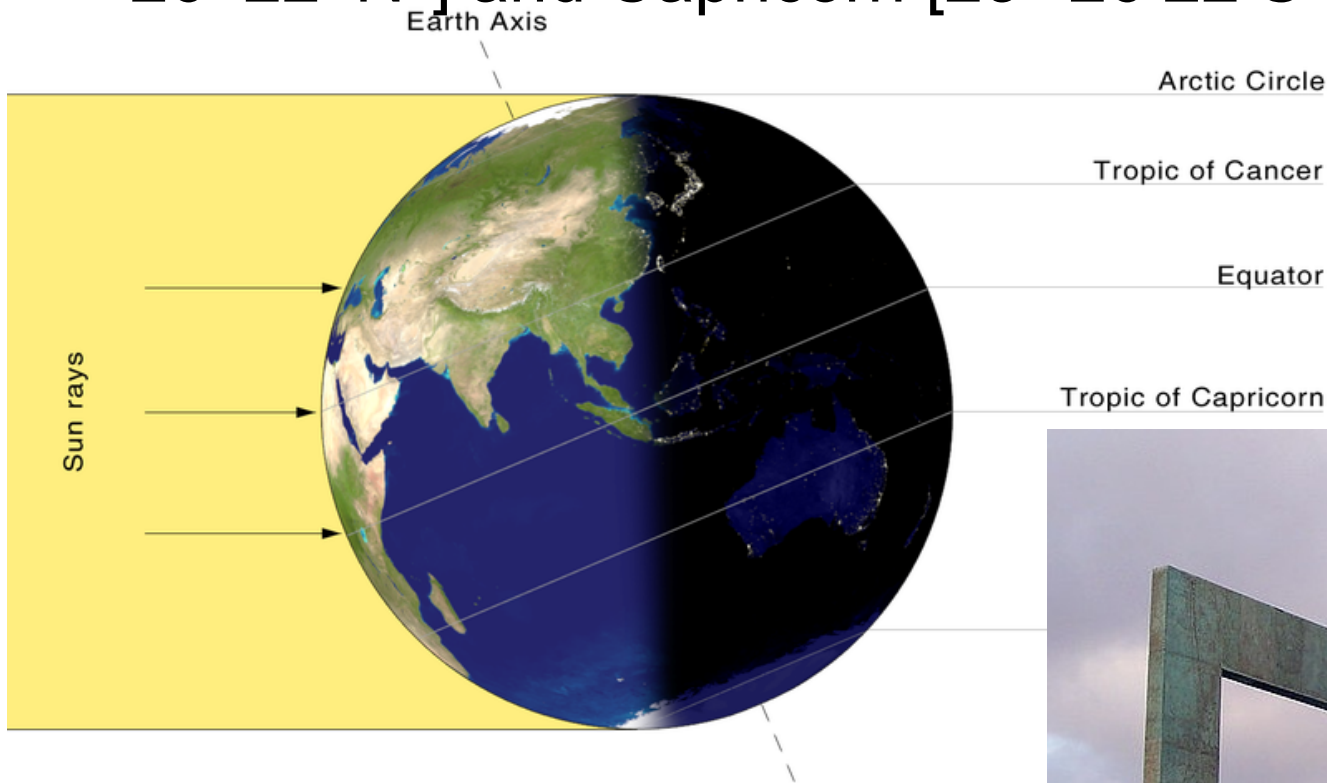 Earth Axis
Arctic Circle
Tropic of Cancer
Equator
Tropic of Capricorn
Sun rays